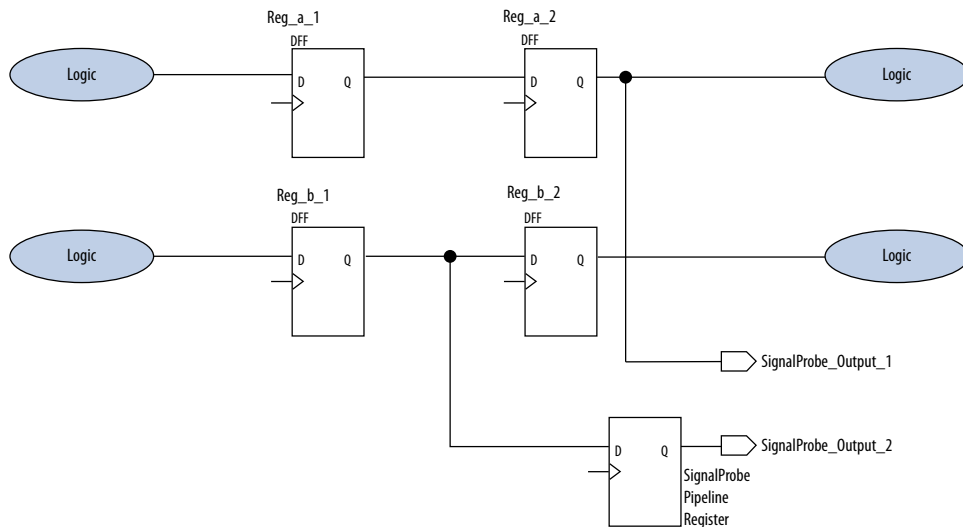 Reg_a_1
Reg_a_2
DFF
DFF
Logic
D
Q
D
Q
Logic
Reg_b_1
Reg_b_2
DFF
DFF
Logic
D
Q
D
Q
Logic
SignalProbe_Output_1
D
Q
SignalProbe_Output_2
SignalProbe
Pipeline
Register